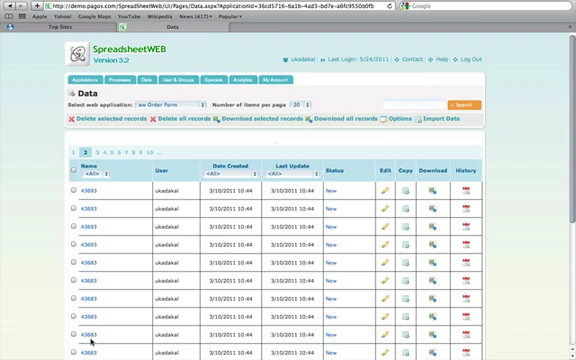 http://demo.pagos.com/SpreadSheetWeb/UI/Pages/Data.aspx?ApplicationId=36cd5716-6a1b-4ad3-bd7e-a6fc9550b0fb
Google
Apple Yahoo! Google Maps YouTube Wikipedia News (417) Popular
Top Sites Data
SpreadsheetWEB
Version 3.2
ukadakal Last Login: 5/24/2011 Contact Help Log Out
Applications Processes Data User & Groups Specials Analytics My Account
Data
Select web application: aw Order Form Number of items per page 20 Search
Delete selected records Delete all records Download selected records Download all records Options Import Data
1 2 3 4 5 6 7 8 9 10 ...
Name User Date Created Last Update Status Edit Copy Download History
<All> <All> <All>
43693 ukadakal 3/10/2011 10:44 3/10/2011 10:44 New
43693 ukadakal 3/10/2011 10:44 3/10/2011 10:44 New
43693 ukadakal 3/10/2011 10:44 3/10/2011 10:44 New
43693 ukadakal 3/10/2011 10:44 3/10/2011 10:44 New
43683 ukadakal 3/10/2011 10:44 3/10/2011 10:44 New
43683 ukadakal 3/10/2011 10:44 3/10/2011 10:44 New
43683 ukadakal 3/10/2011 10:44 3/10/2011 10:44 New
43683 ukadakal 3/10/2011 10:44 3/10/2011 10:44 New
43683 ukadakal 3/10/2011 10:44 3/10/2011 10:44 New
43683 ukadakal 3/10/2011 10:44 3/10/2011 10:44 New